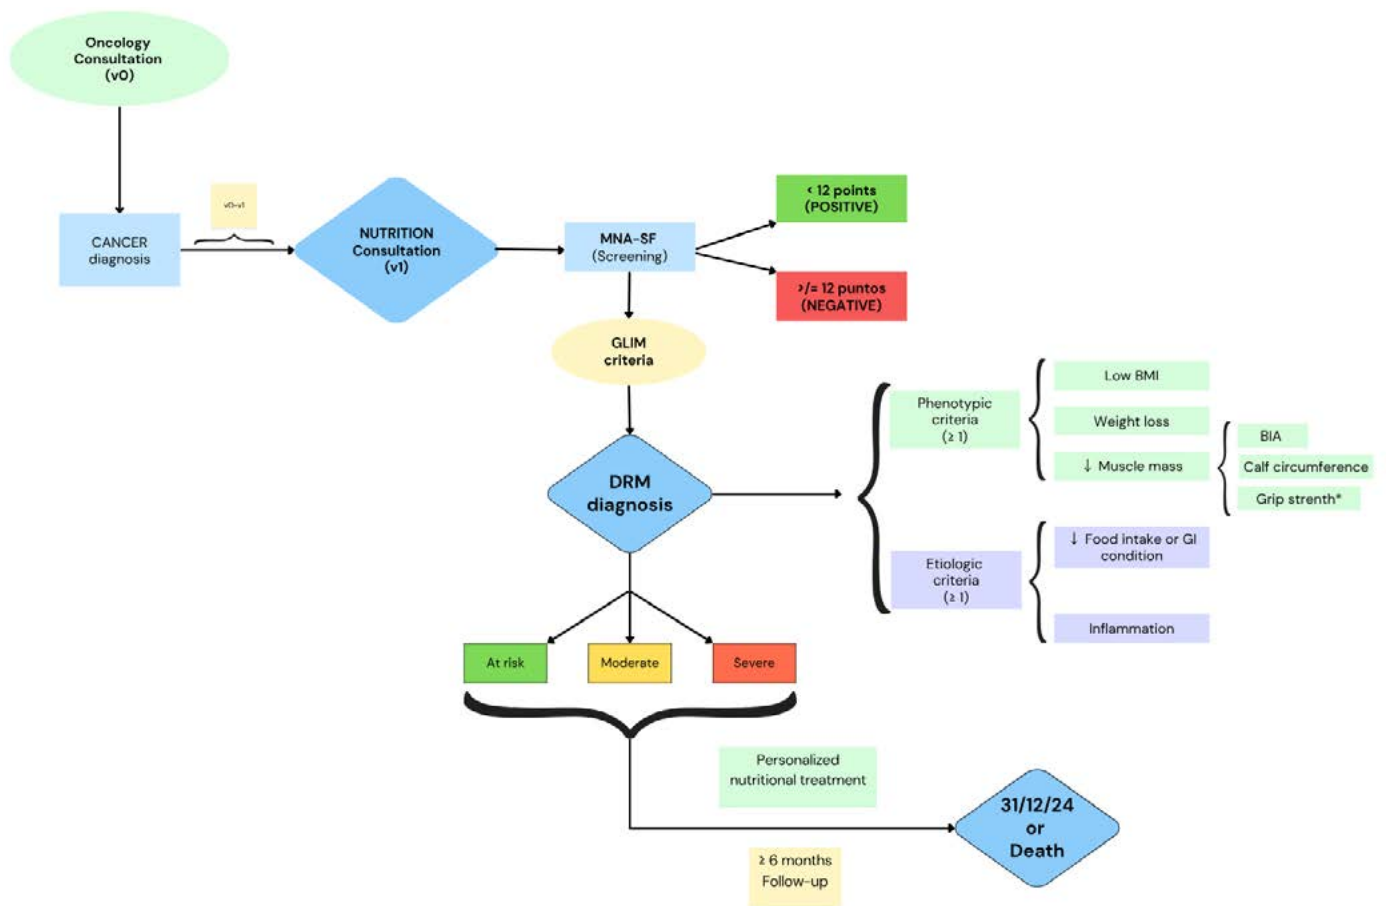 Oncology
Consultation
(v0)
v0-v1
CANCER
diagnosis
NUTRITION
Consultation
(v1)
MNA-SF
(Screening)
< 12 points
(POSITIVE)
>/= 12 puntos
(NEGATIVE)
GLIM
criteria
DRM
diagnosis
Phenotypic
criteria
(≥ 1)
Low BMI
Weight loss
↓ Muscle mass
BIA
Calf circumference
Grip strenth*
Etiologic
criteria
(≥ 1)
↓ Food intake or GI
condition
Inflammation
At risk
Moderate
Severe
Personalized
nutritional treatment
≥ 6 months
Follow-up
31/12/24
or
Death